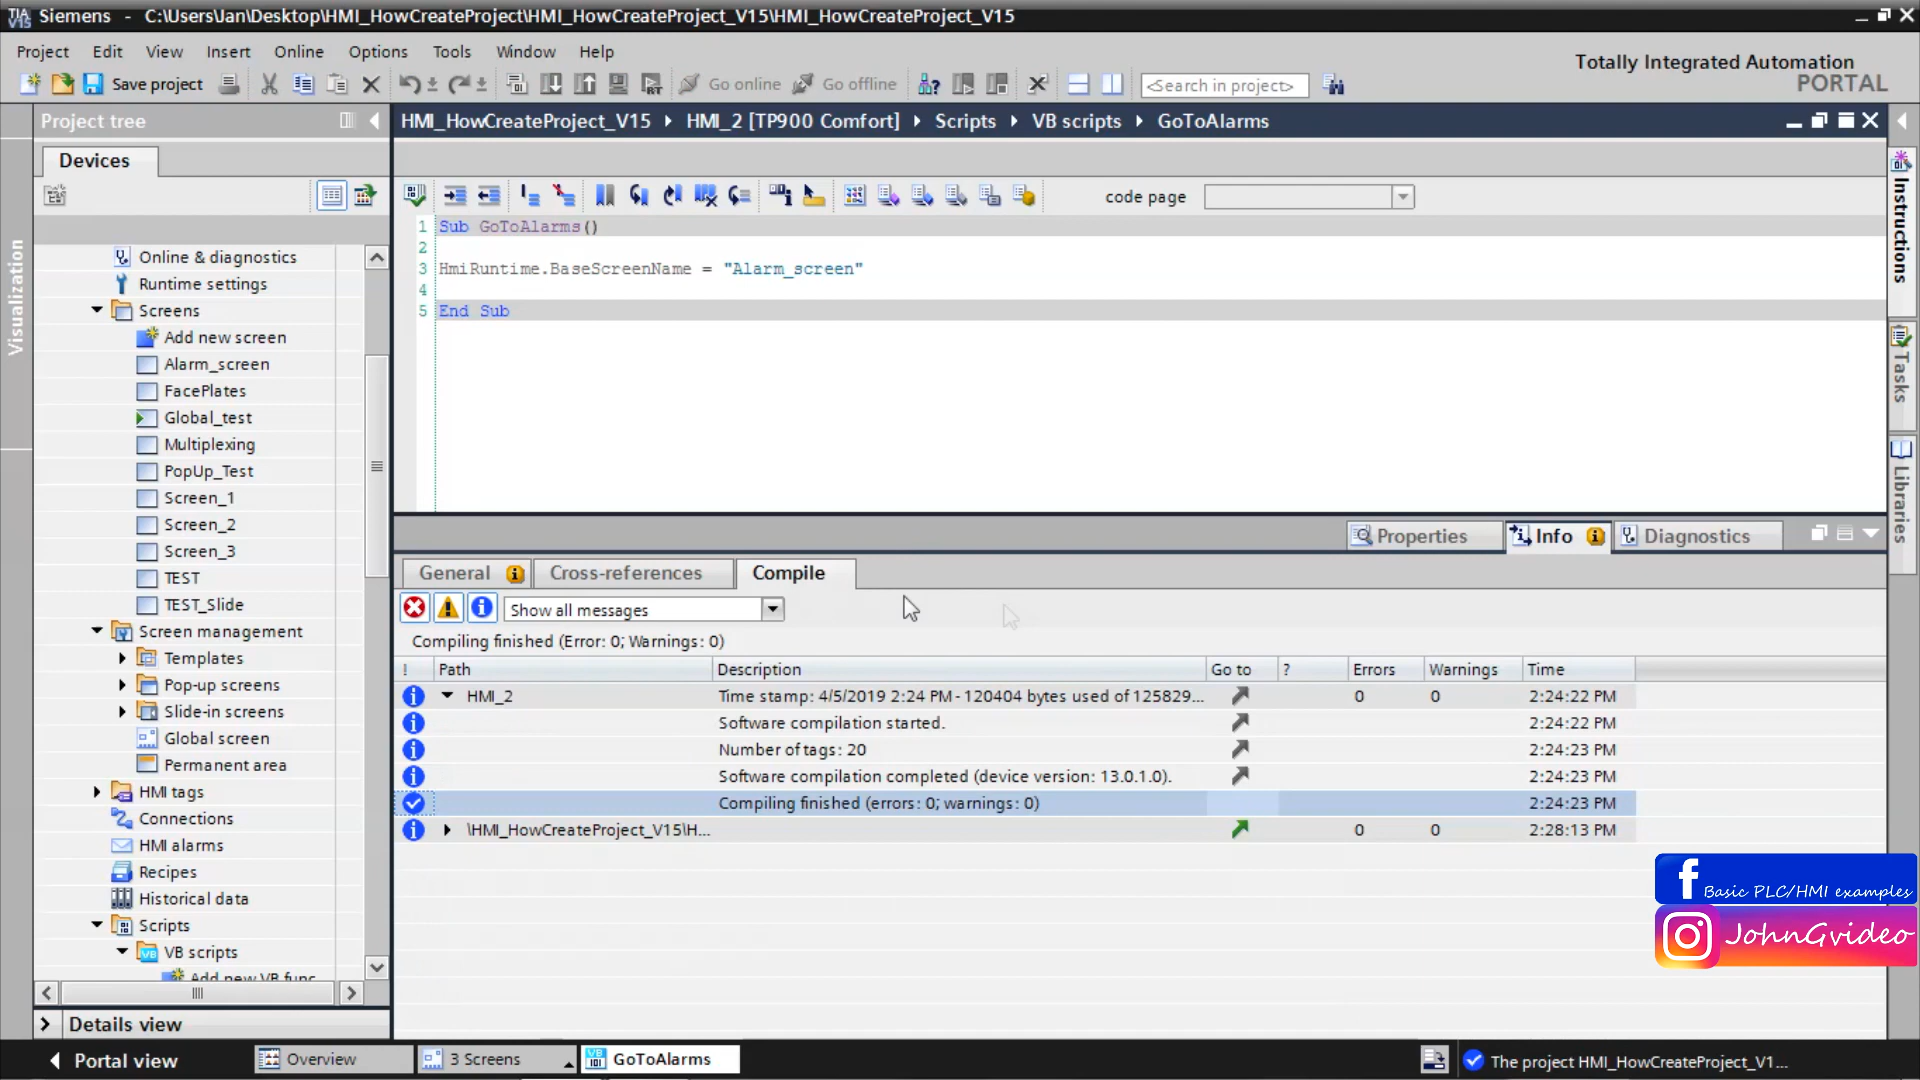 Siemens - C:\Users\Jan\Desktop\HMI_HowCreateProject\HMI_HowCreateProject_V15\HMI_HowCreateProject_V15
Project Edit View Insert Online Options Tools Window Help
Totally Integrated Automation
PORTAL
Save project
Go online
Go offline
<Search in project>
Project tree
HMI_HowCreateProject_V15 HMI_2 [TP900 Comfort] Scripts VB scripts GoToAlarms
Devices
code page
Visualization
Instructions
Tasks
Libraries
Online & diagnostics
Runtime settings
Screens
Add new screen
Alarm_screen
FacePlates
Global_test
Multiplexing
PopUp_Test
Screen_1
Screen_2
Screen_3
TEST
TEST_Slide
Screen management
Templates
Pop-up screens
Slide-in screens
Global screen
Permanent area
HMI tags
Connections
HMI alarms
Recipes
Historical data
Scripts
VB scripts
Add new VB func
1 Sub GoToAlarms()
2
3 HmiRuntime.BaseScreenName = "Alarm_screen"
4
5 End Sub
Properties Info Diagnostics
General Cross-references Compile
Show all messages
Compiling finished (Error: 0; Warnings: 0)
! Path Description Go to ? Errors Warnings Time
HMI_2 Time stamp: 4/5/2019 2:24 PM - 120404 bytes used of 125829... 0 0 2:24:22 PM
Software compilation started. 2:24:22 PM
Number of tags: 20 2:24:23 PM
Software compilation completed (device version: 13.0.1.0). 2:24:23 PM
Compiling finished (errors: 0; warnings: 0) 2:24:23 PM
\HMI_HowCreateProject_V15\H... 0 0 2:28:13 PM
Basic PLC/HMI examples
JohnGvideo
Details view
Portal view
Overview
3 Screens
GoToAlarms
The project HMI_HowCreateProject_V1...